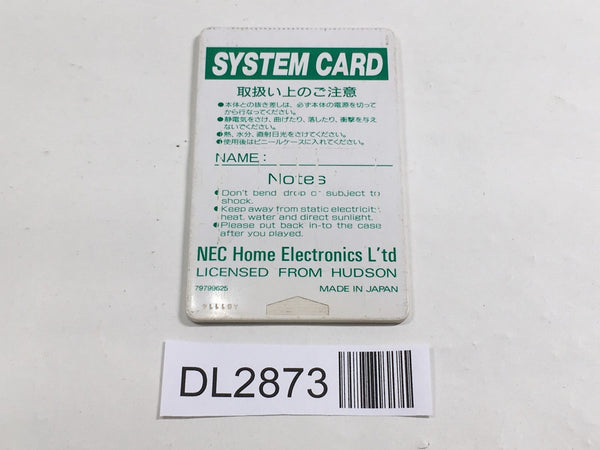 SYSTEM CARD
取扱い上のご注意
●本体との抜き差しは、必ず本体の電源を切って
から行なってください。
●静電気をさけ、曲げたり、落したり、衝撃を与え
ないでください。
●熱、水分、直射日光をさけてください。
●使用後はビニールケースに入れてください。
NAME:
Notes
●Don't bend drop or subject to
shock.
●Keep away from static electricity,
heat, water and direct sunlight.
●Please put back in-to the case
after you played.
NEC Home Electronics L'td
LICENSED FROM HUDSON
79799625
MADE IN JAPAN
DL2873